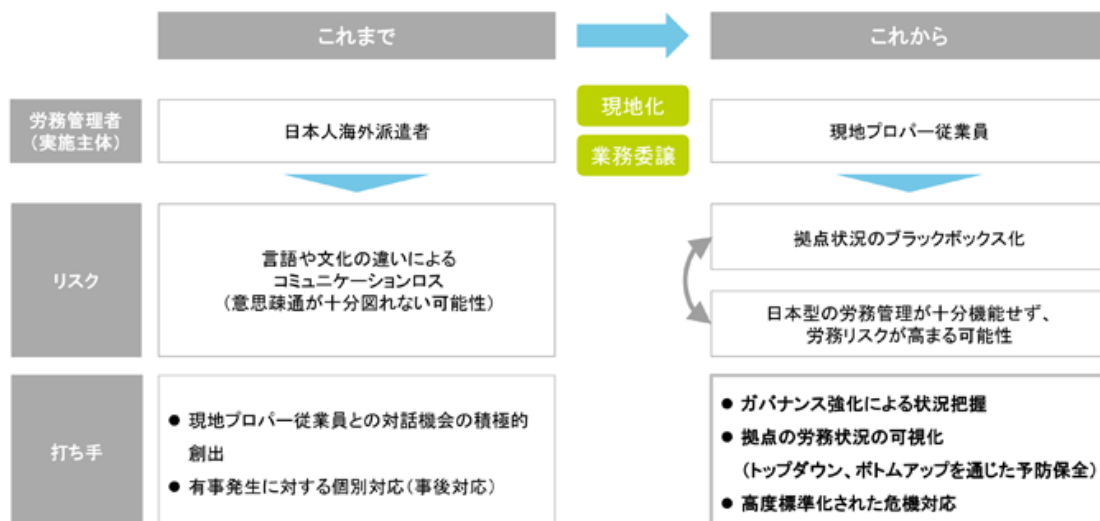 これまで
これから
労務管理者
（実施主体）
日本人海外派遣者
現地化
業務委譲
現地プロパー従業員
リスク
言語や文化の違いによる
コミュニケーションロス
（意思疎通が十分図れない可能性）
拠点状況のブラックボックス化
日本型の労務管理が十分機能せず、
労務リスクが高まる可能性
打ち手
● 現地プロパー従業員との対話機会の積極的
創出
● 有事発生に対する個別対応（事後対応）
● ガバナンス強化による状況把握
● 拠点の労務状況の可視化
（トップダウン、ボトムアップを通じた予防保全）
● 高度標準化された危機対応